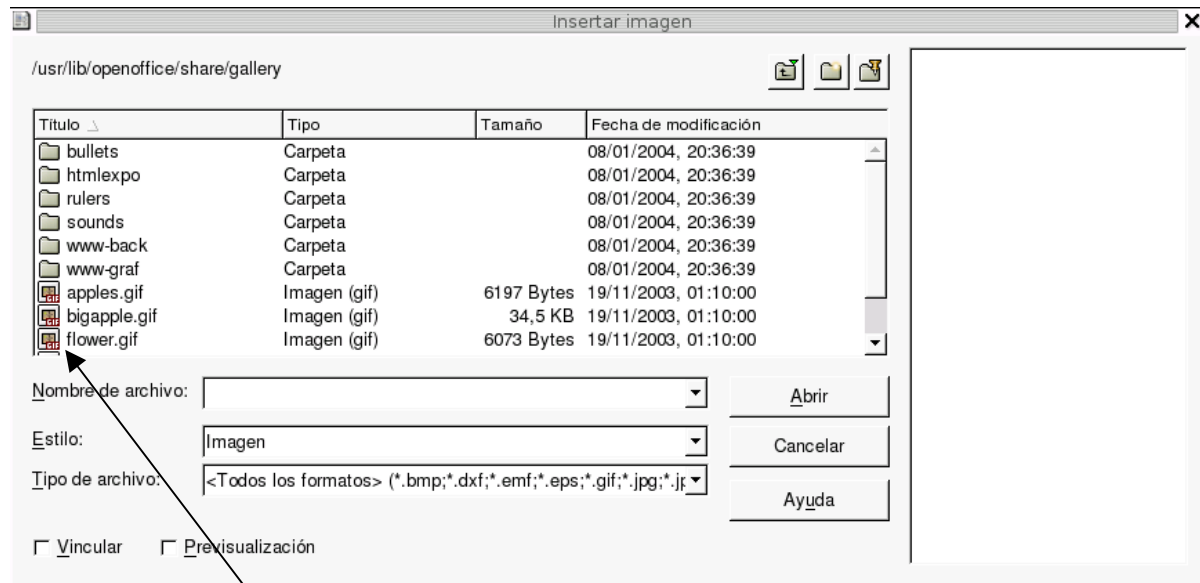 Insertar imagen
/usr/lib/openoffice/share/gallery
Título Tipo Tamaño Fecha de modificación
bullets Carpeta 08/01/2004, 20:36:39
htmlexpo Carpeta 08/01/2004, 20:36:39
rulers Carpeta 08/01/2004, 20:36:39
sounds Carpeta 08/01/2004, 20:36:39
www-back Carpeta 08/01/2004, 20:36:39
www-graf Carpeta 08/01/2004, 20:36:39
apples.gif Imagen (gif) 6197 Bytes 19/11/2003, 01:10:00
bigapple.gif Imagen (gif) 34,5 KB 19/11/2003, 01:10:00
flower.gif Imagen (gif) 6073 Bytes 19/11/2003, 01:10:00
Nombre de archivo: Abrir
Estilo: Imagen Cancelar
Tipo de archivo: <Todos los formatos> (*.bmp;*.dxf;*.emf;*.eps;*.gif;*.jpg;
Ayuda
Vincular Previsualización